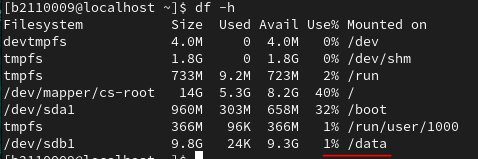 [b2110009@localhost ~]$ df -h
Filesystem Size Used Avail Use% Mounted on
devtmpfs 4.0M 0 4.0M 0% /dev
tmpfs 1.8G 0 1.8G 0% /dev/shm
tmpfs 733M 9.2M 723M 2% /run
/dev/mapper/cs-root 14G 5.3G 8.2G 40% /
/dev/sda1 960M 303M 658M 32% /boot
tmpfs 366M 96K 366M 1% /run/user/1000
/dev/sdb1 9.8G 24K 9.3G 1% /data
[b2110009@localhost ~]$